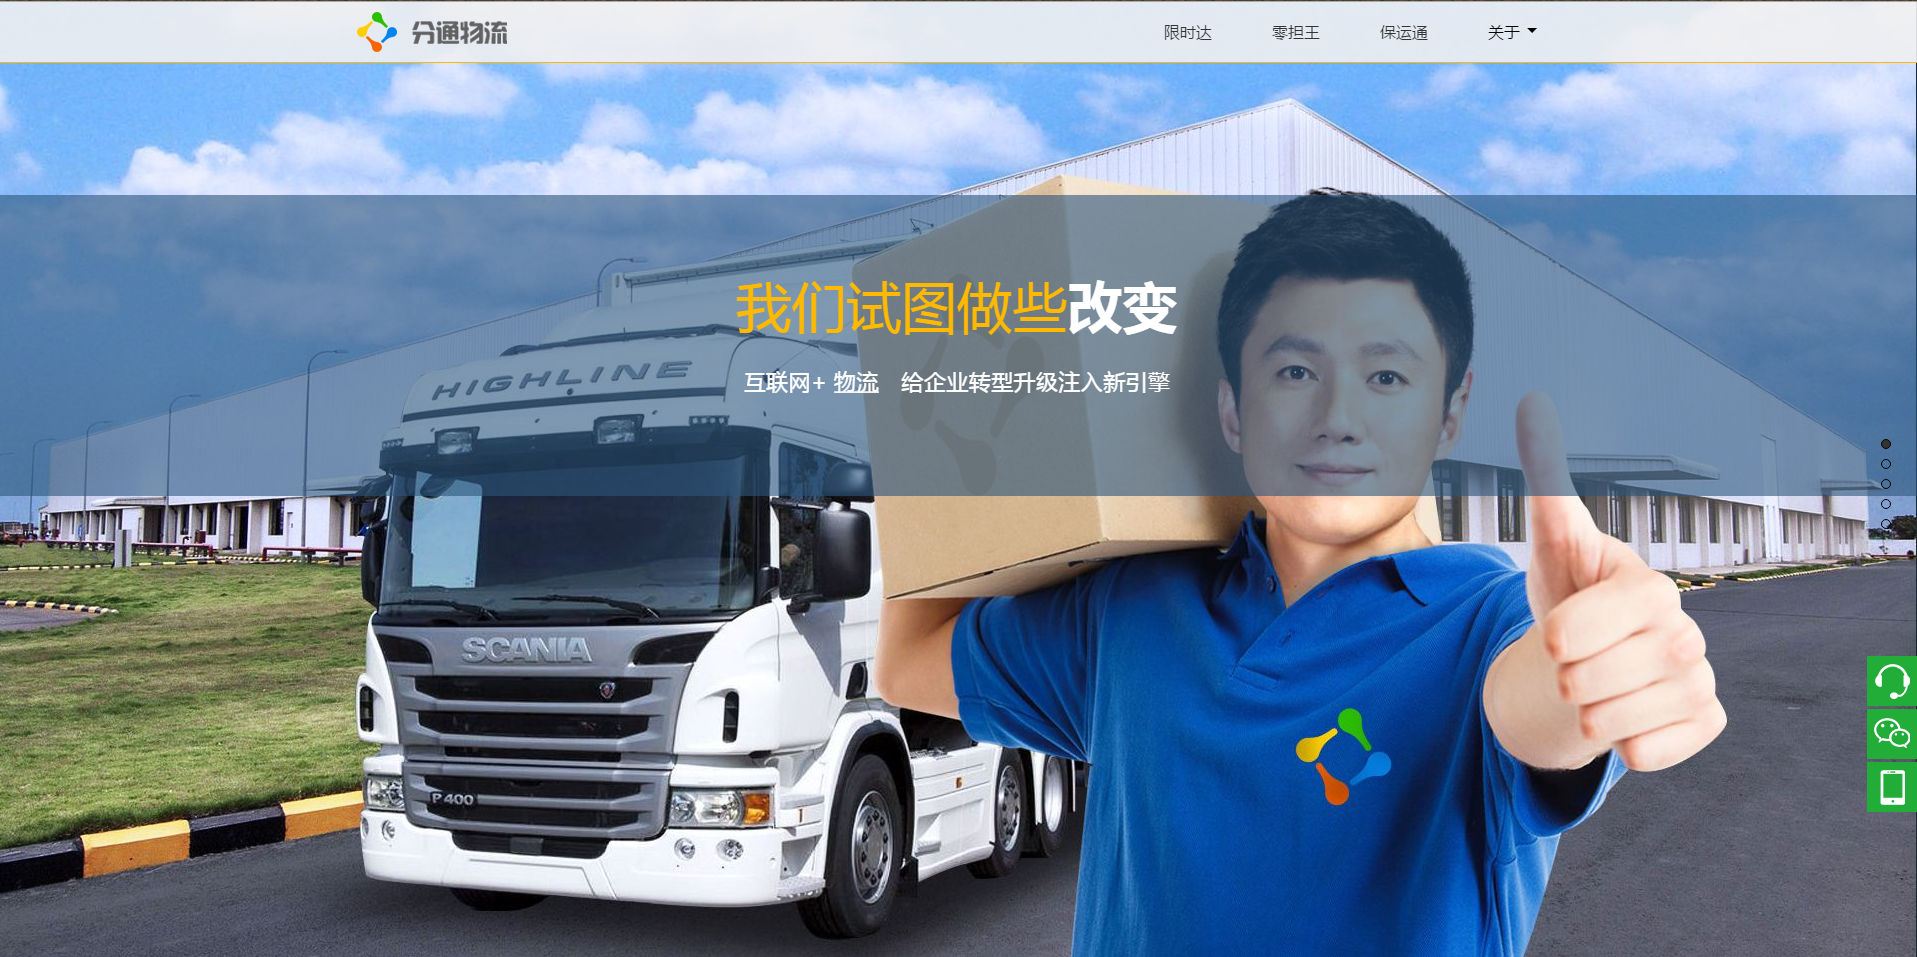 分通物流
限时达 零担王 保运通 关于
我们试图做些改变
互联网+ 物流 给企业转型升级注入新引擎
HIGHLINE
SCANIA
P 400